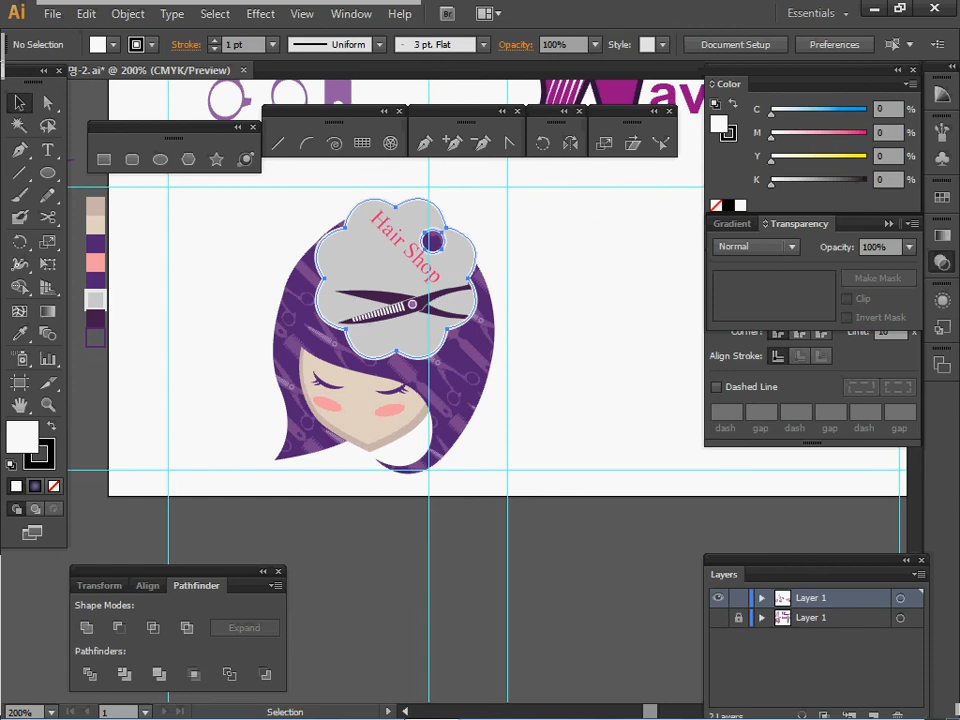 Ai File Edit Object Type Select Effect View Window Help Br Essentials
No Selection Stroke: 1 pt Uniform 3 pt. Flat Opacity: 100% Style: Document Setup Preferences
-2.ai* @ 200% (CMYK/Preview)
Color
C 0 %
M 0 %
Y 0 %
K 0 %
Hair Shop
Gradient Transparency
Normal Opacity: 100%
Make Mask
Clip
Invert Mask
Corner: Limit: 10 x
Align Stroke:
Dashed Line
dash gap dash gap dash gap
Transform Align Pathfinder
Shape Modes:
Expand
Pathfinders:
Layers
Layer 1
Layer 1
2 Layers
200% 1 Selection